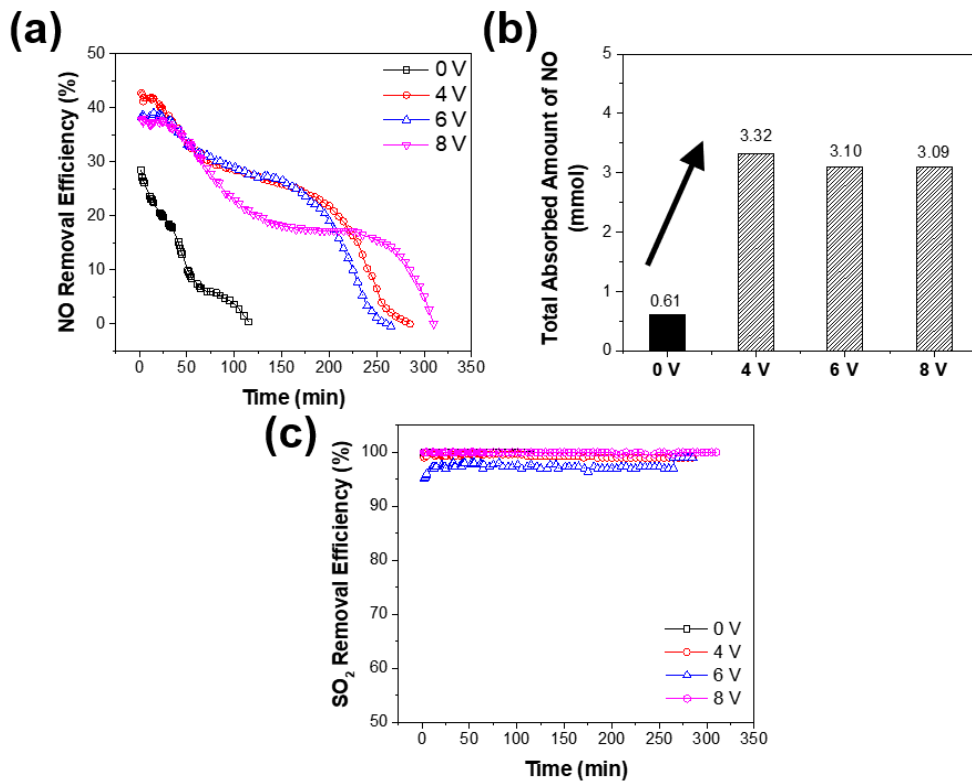 (a)
NO Removal Efficiency (%)
50
40
30
20
10
0
0 V
4 V
6 V
8 V
0 50 100 150 200 250 300 350
Time (min)
(b)
Total Absorbed Amount of NO
(mmol)
5
4
3
2
1
0
0.61
3.32
3.10
3.09
0 V 4 V 6 V 8 V
(c)
SO₂ Removal Efficiency (%)
100
90
80
70
60
50
0 V
4 V
6 V
8 V
0 50 100 150 200 250 300 350
Time (min)